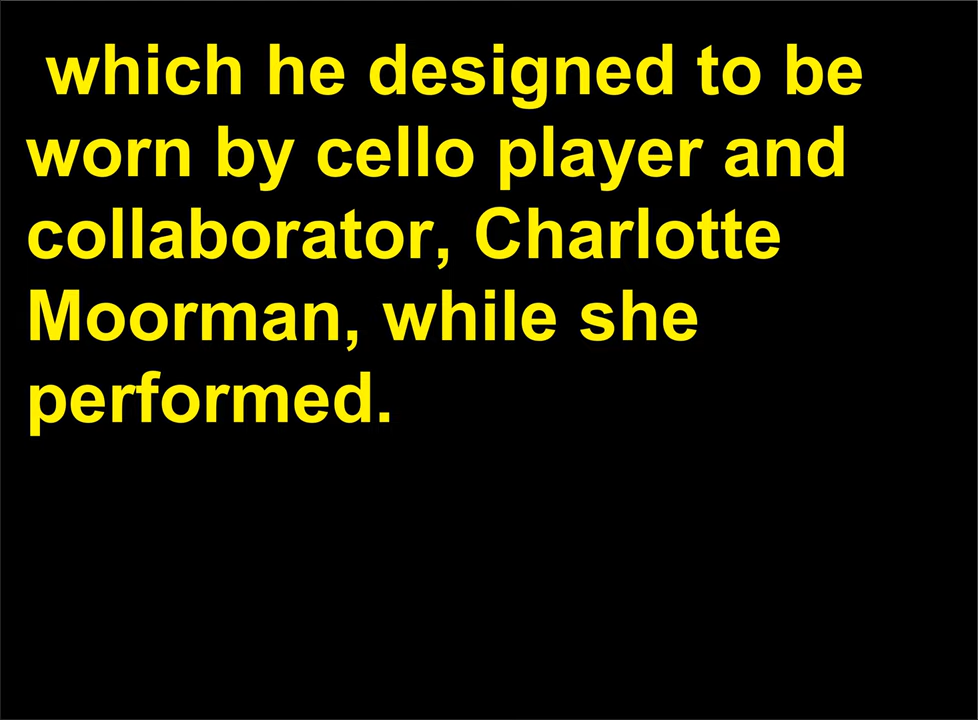 which he designed to be
worn by cello player and
collaborator, Charlotte
Moorman, while she
performed.